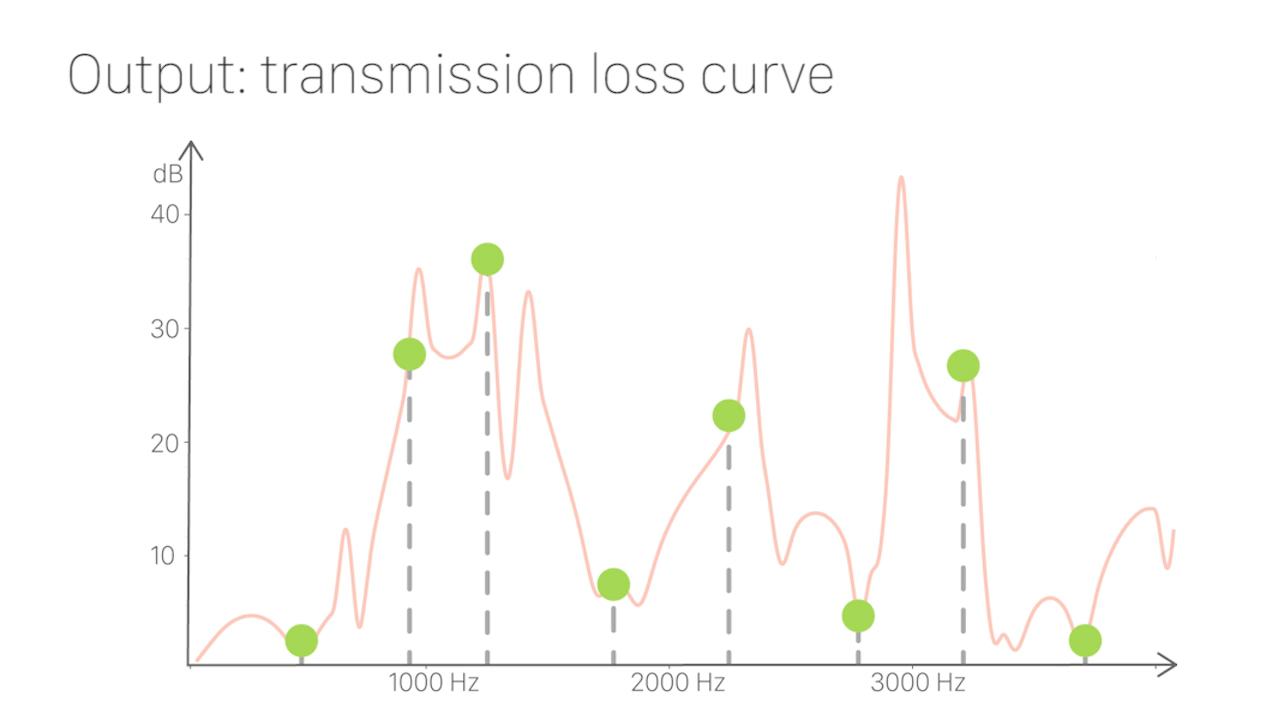 Output: transmission loss curve
dB
40
30
20
10
1000 Hz
2000 Hz
3000 Hz